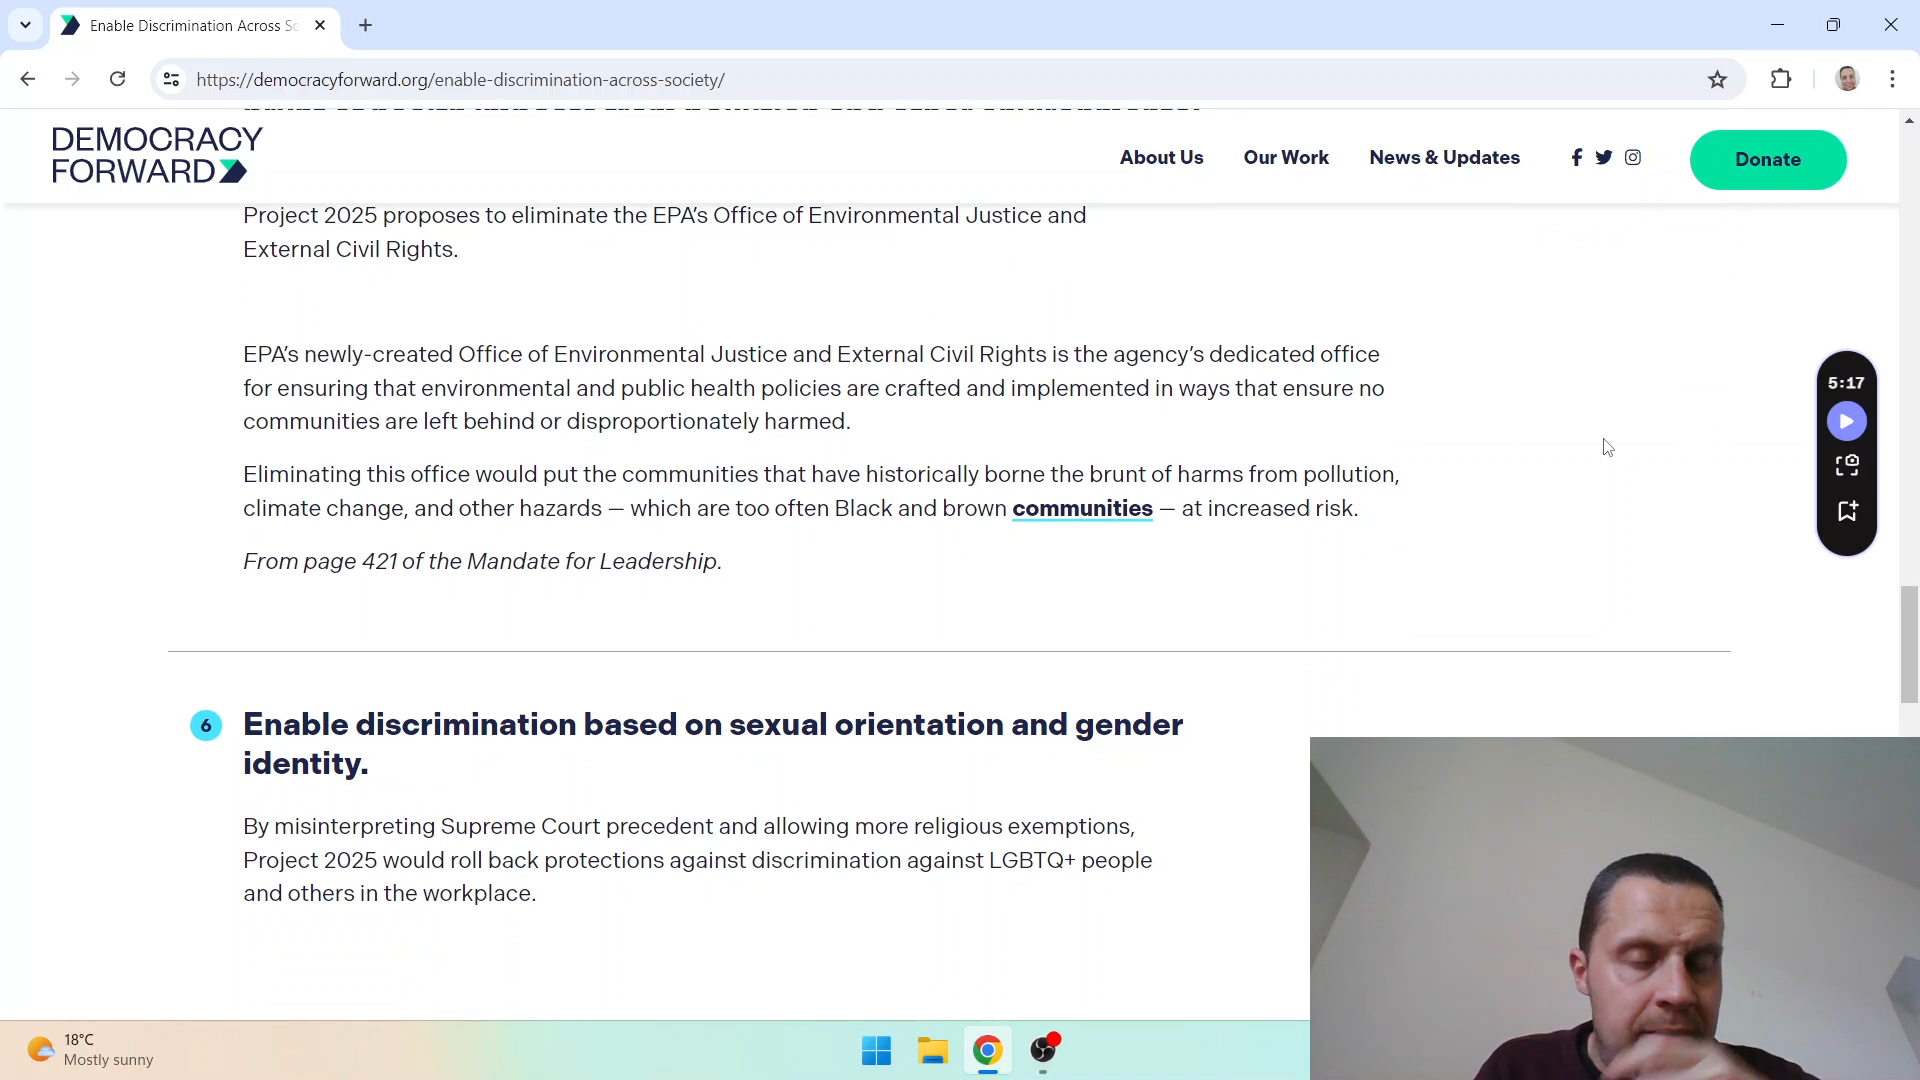 Enable Discrimination Across So
https://democracyforward.org/enable-discrimination-across-society/
DEMOCRACY
FORWARD
About Us
Our Work
News & Updates
Donate
Project 2025 proposes to eliminate the EPA's Office of Environmental Justice and
External Civil Rights.
EPA's newly-created Office of Environmental Justice and External Civil Rights is the agency's dedicated office
for ensuring that environmental and public health policies are crafted and implemented in ways that ensure no
communities are left behind or disproportionately harmed.
Eliminating this office would put the communities that have historically borne the brunt of harms from pollution,
climate change, and other hazards — which are too often Black and brown communities — at increased risk.
From page 421 of the Mandate for Leadership.
5:17
6 Enable discrimination based on sexual orientation and gender
identity.
By misinterpreting Supreme Court precedent and allowing more religious exemptions,
Project 2025 would roll back protections against discrimination against LGBTQ+ people
and others in the workplace.
18°C
Mostly sunny